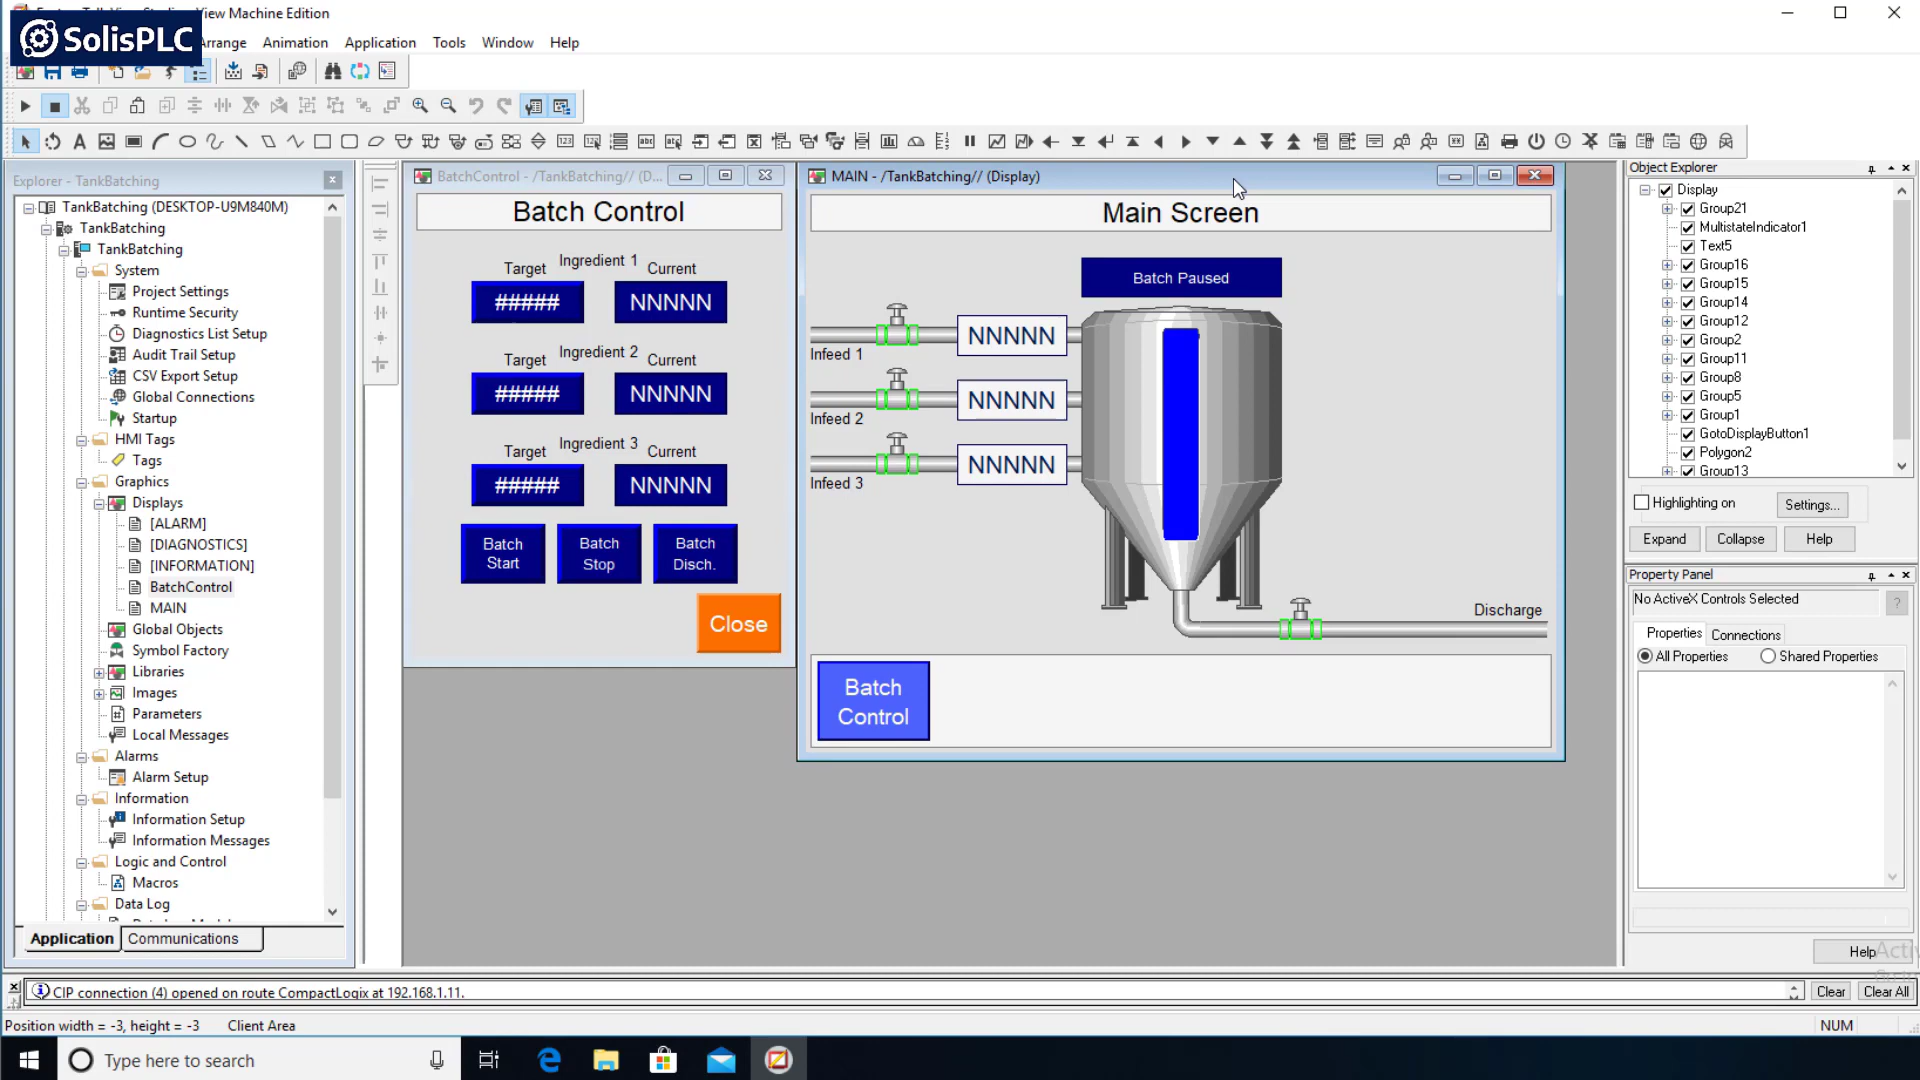 SolisPLC
View Machine Edition
Arrange Animation Application Tools Window Help
Explorer - TankBatching
TankBatching (DESKTOP-U9M840M)
TankBatching
TankBatching
System
Project Settings
Runtime Security
Diagnostics List Setup
Audit Trail Setup
CSV Export Setup
Global Connections
Startup
HMI Tags
Tags
Graphics
Displays
[ALARM]
[DIAGNOSTICS]
[INFORMATION]
BatchControl
MAIN
Global Objects
Symbol Factory
Libraries
Images
Parameters
Local Messages
Alarms
Alarm Setup
Information
Information Setup
Information Messages
Logic and Control
Macros
Data Log
Application Communications
BatchControl - /TankBatching// (D...
Batch Control
Ingredient 1
Target Current
##### NNNNN
Ingredient 2
Target Current
##### NNNNN
Ingredient 3
Target Current
##### NNNNN
Batch Start
Batch Stop
Batch Disch.
Close
MAIN - /TankBatching// (Display)
Main Screen
Batch Paused
NNNNN
Infeed 1
NNNNN
Infeed 2
NNNNN
Infeed 3
Discharge
Batch
Control
Object Explorer
Display
Group21
MultistateIndicator1
Text5
Group16
Group15
Group14
Group12
Group2
Group11
Group8
Group5
Group1
GotoDisplayButton1
Polygon2
Group13
Highlighting on Settings...
Expand Collapse Help
Property Panel
No ActiveX Controls Selected
Properties Connections
All Properties Shared Properties
Help
CIP connection (4) opened on route CompactLogix at 192.168.1.11.
Clear Clear All
Position width = -3, height = -3 Client Area
NUM
Type here to search